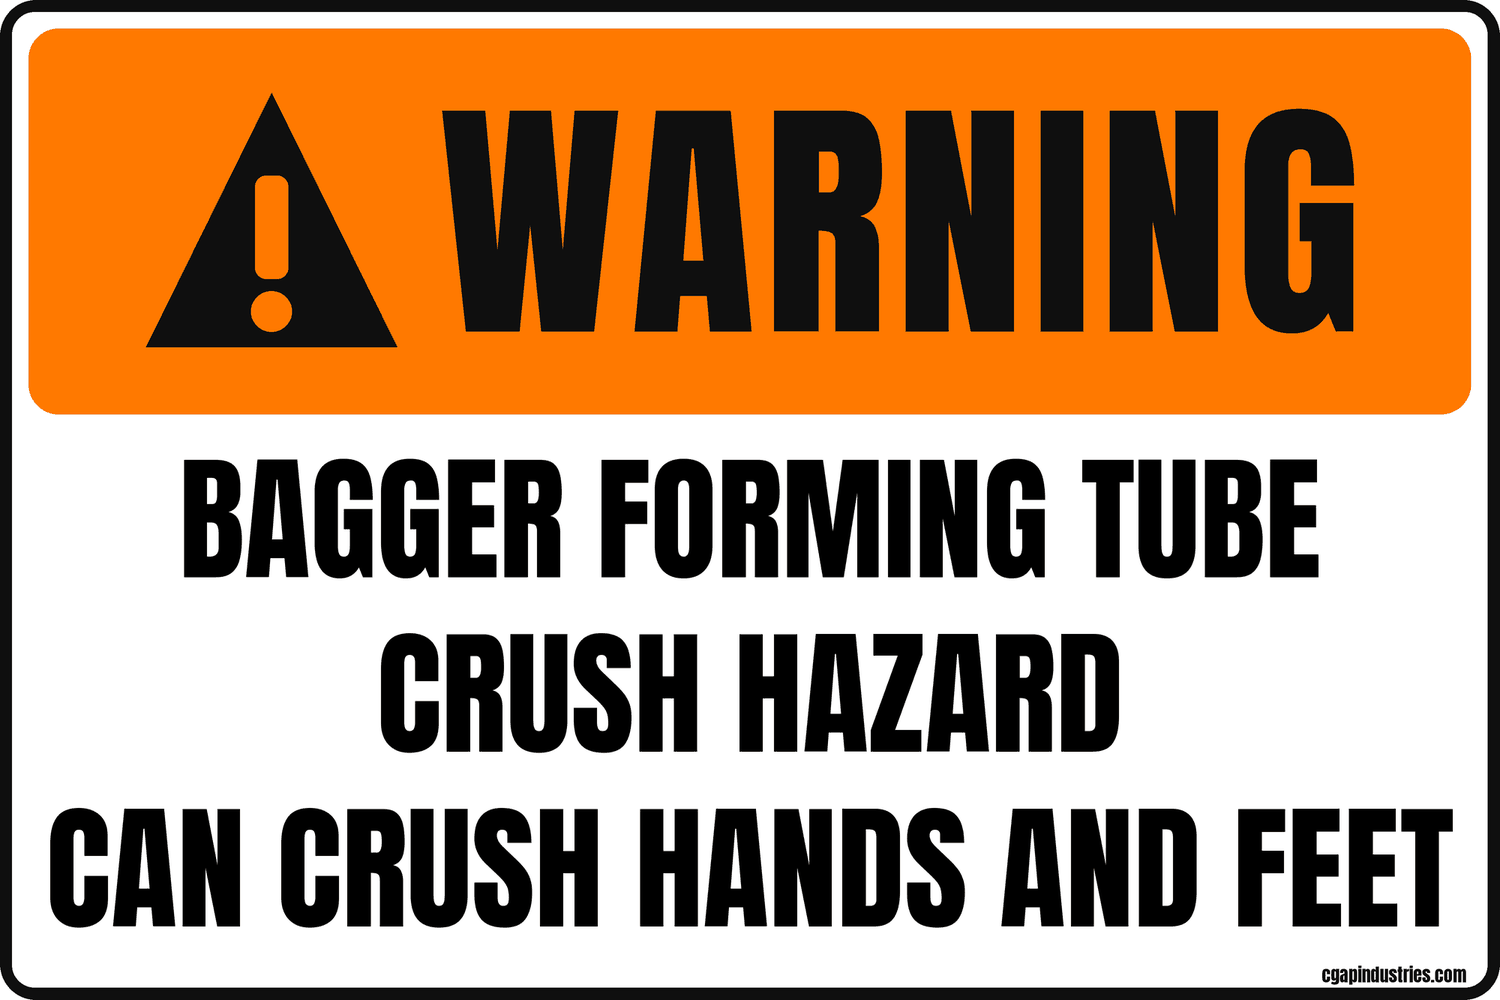 WARNING
BAGGER FORMING TUBE
CRUSH HAZARD
CAN CRUSH HANDS AND FEET
cgapindustries.com